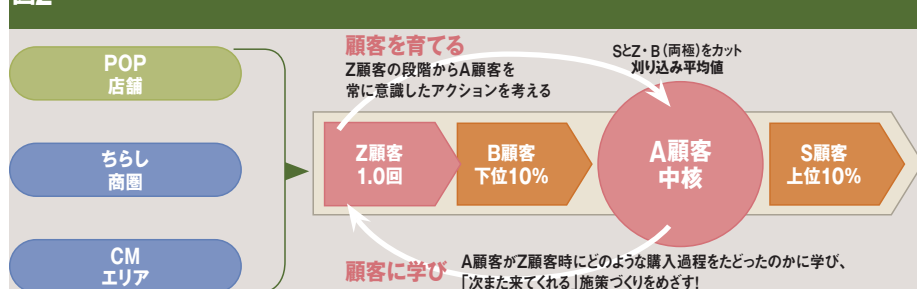 POP
店舗
ちらし
商圏
CM
エリア
顧客を育てる
Z顧客の段階からA顧客を
常に意識したアクションを考える
SとZ・B(両極)をカット
刈り込み平均値
Z顧客
1.0回
B顧客
下位10%
A顧客
中核
S顧客
上位10%
顧客に学び
A顧客がZ顧客時にどのような購入過程をたどったのかに学び、
「次また来てくれる」施策づくりをめざす!